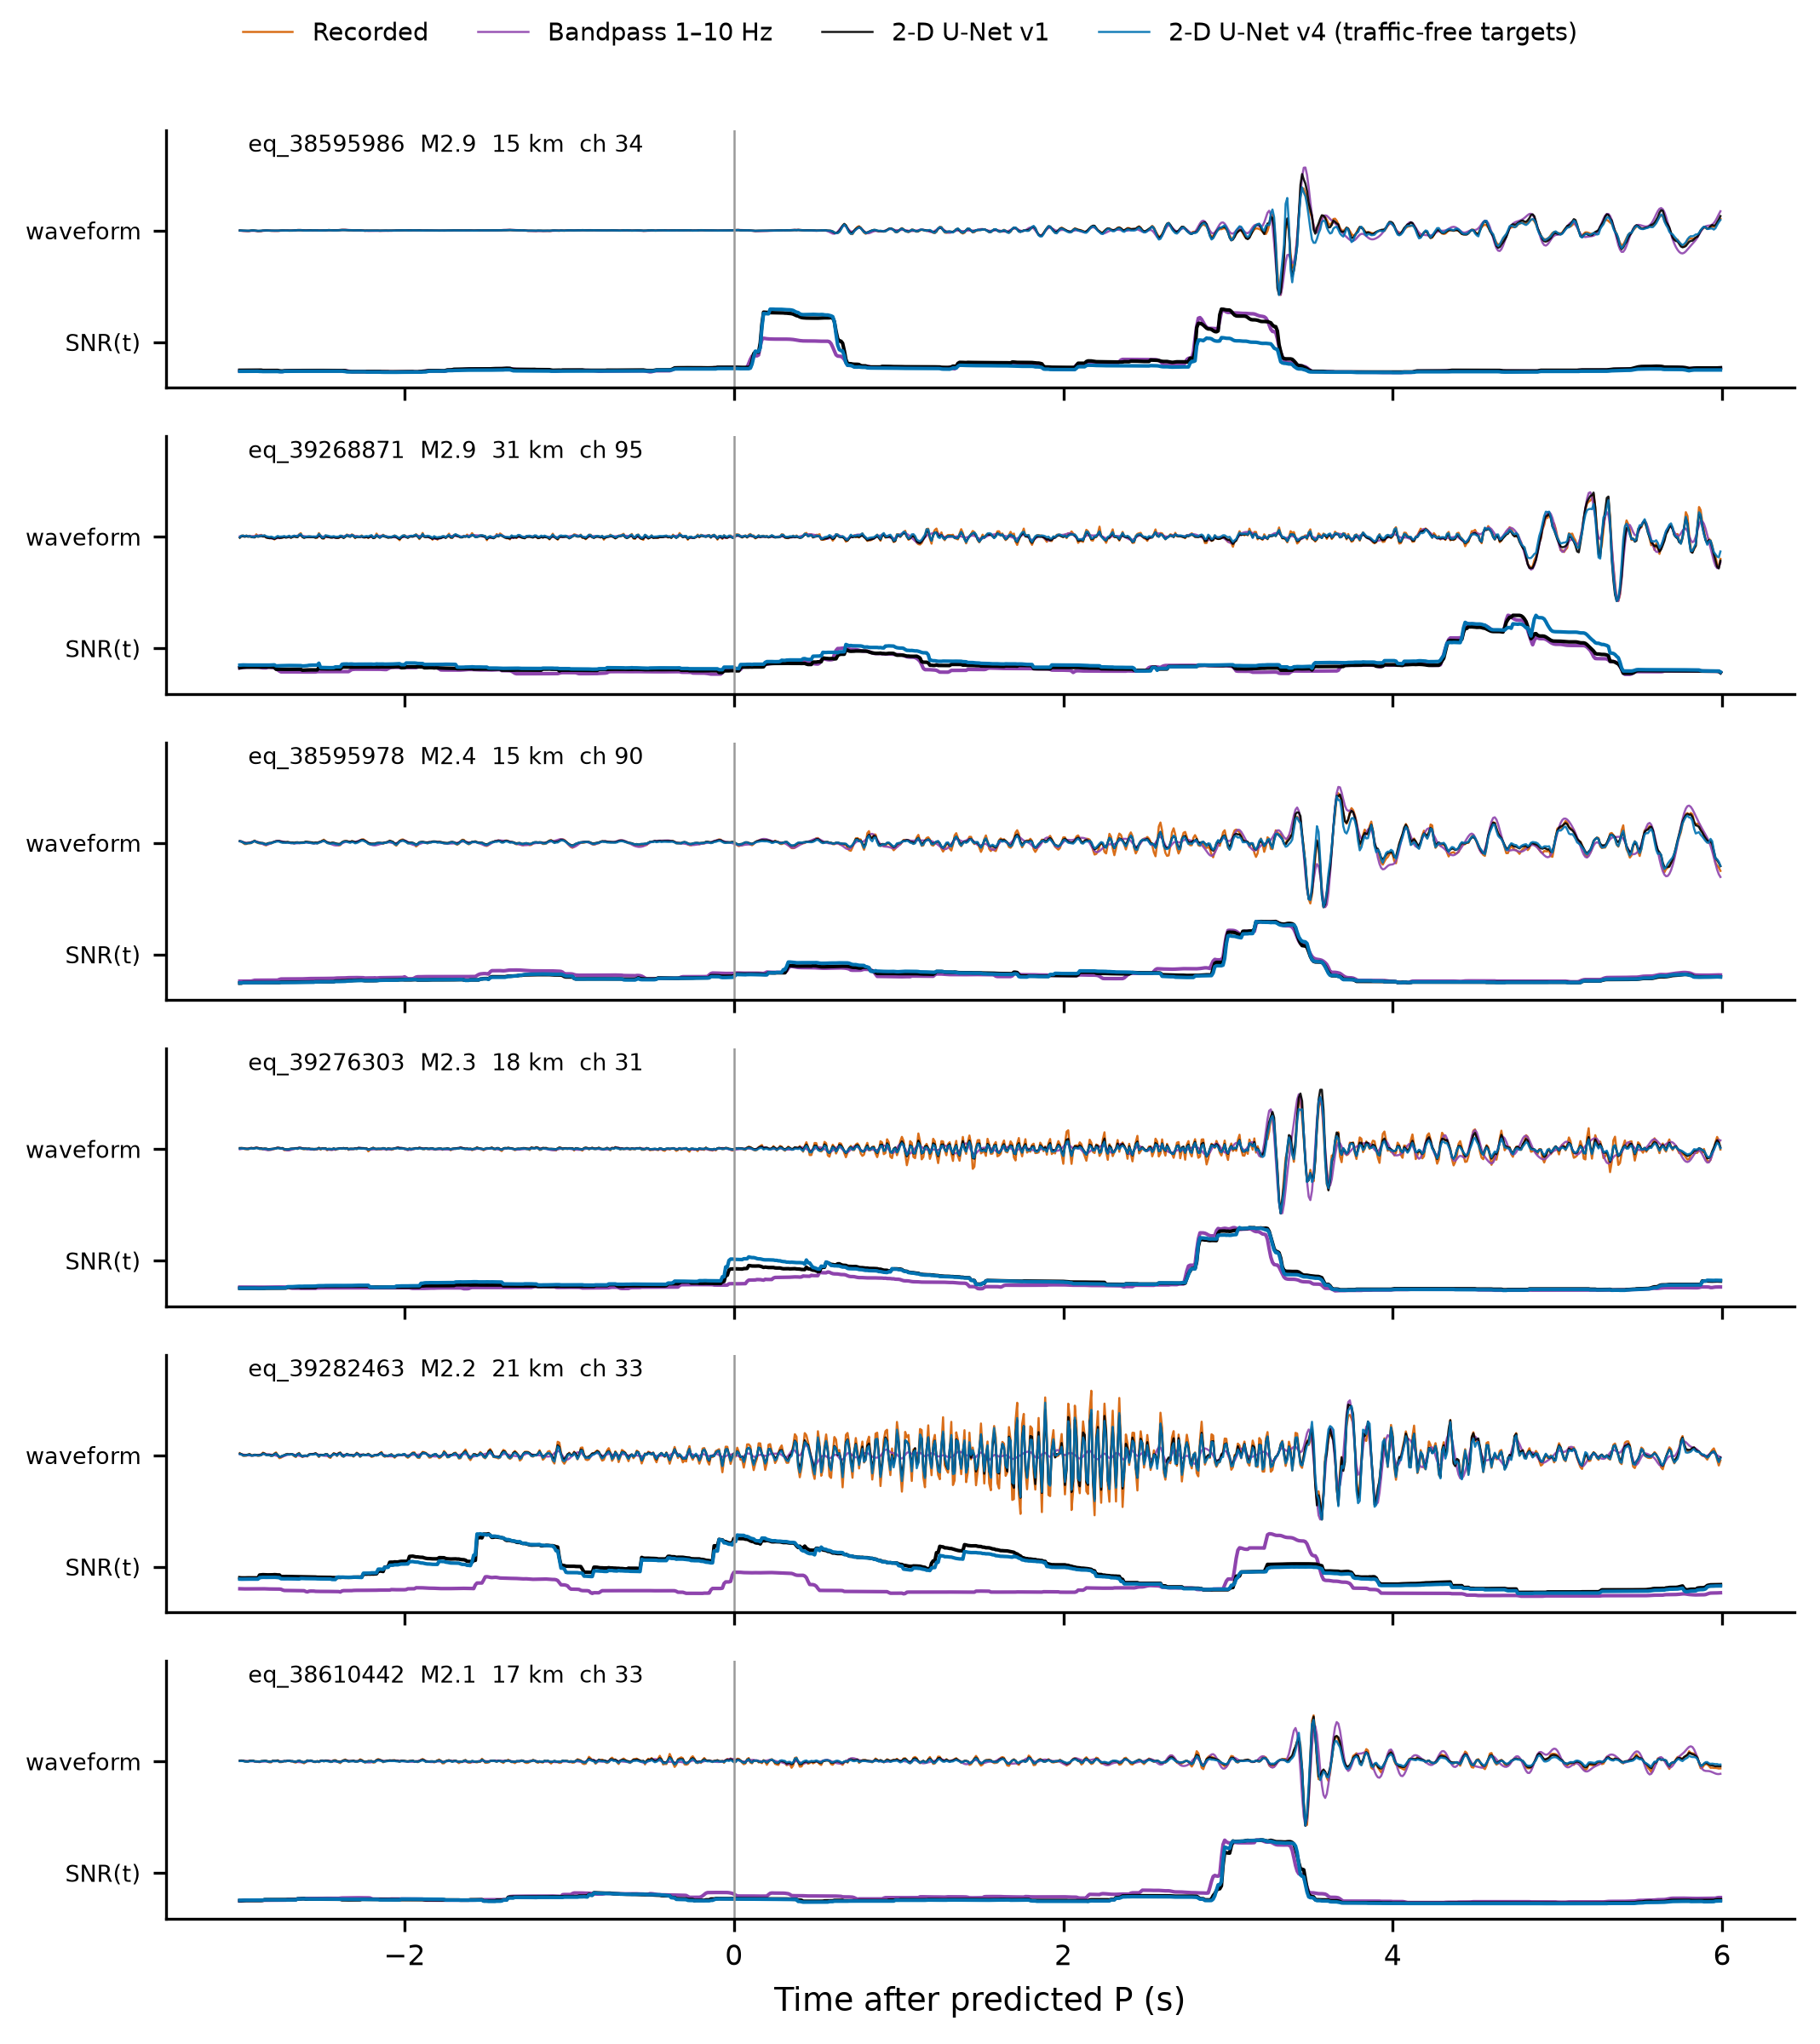 Recorded Bandpass 1–10 Hz 2-D U-Net v1 2-D U-Net v4 (traffic-free targets)
eq_38595986 M2.9 15 km ch 34
waveform
SNR(t)
eq_39268871 M2.9 31 km ch 95
waveform
SNR(t)
eq_38595978 M2.4 15 km ch 90
waveform
SNR(t)
eq_39276303 M2.3 18 km ch 31
waveform
SNR(t)
eq_39282463 M2.2 21 km ch 33
waveform
SNR(t)
eq_38610442 M2.1 17 km ch 33
waveform
SNR(t)
−2 0 2 4 6
Time after predicted P (s)